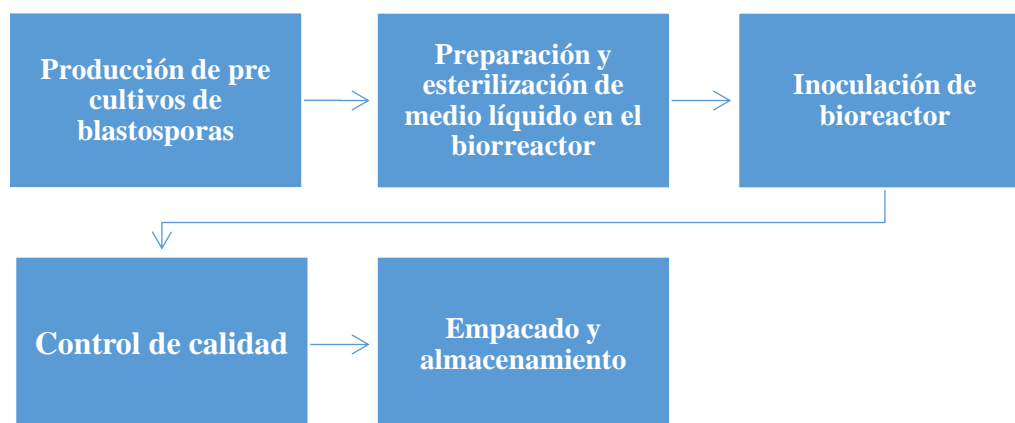 Producción de pre
cultivos de
blastosporas
Preparación y
esterilización de
medio líquido en el
biorreactor
Inoculación de
bioreactor
Control de calidad
Empacado y
almacenamiento